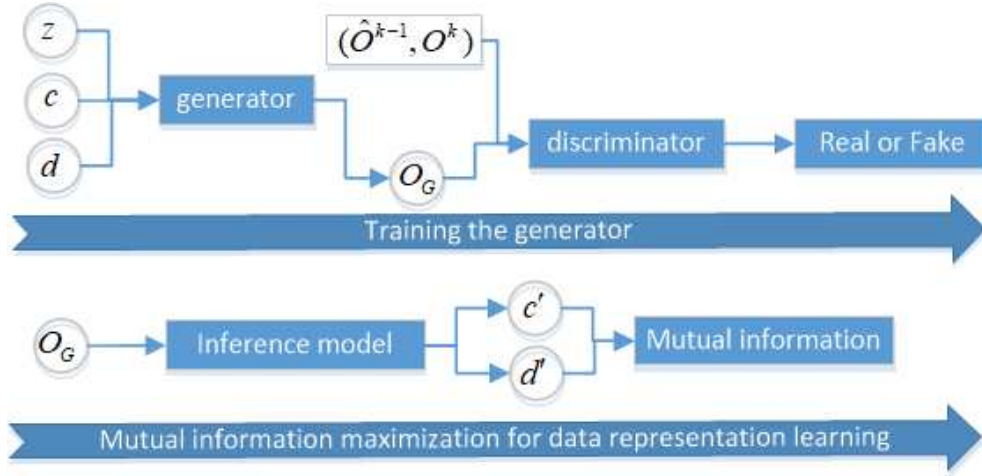 z
(Ô^{k-1}, O^k)
c
generator
d
O_G
discriminator
Real or Fake
Training the generator
O_G
Inference model
c'
d'
Mutual information
Mutual information maximization for data representation learning